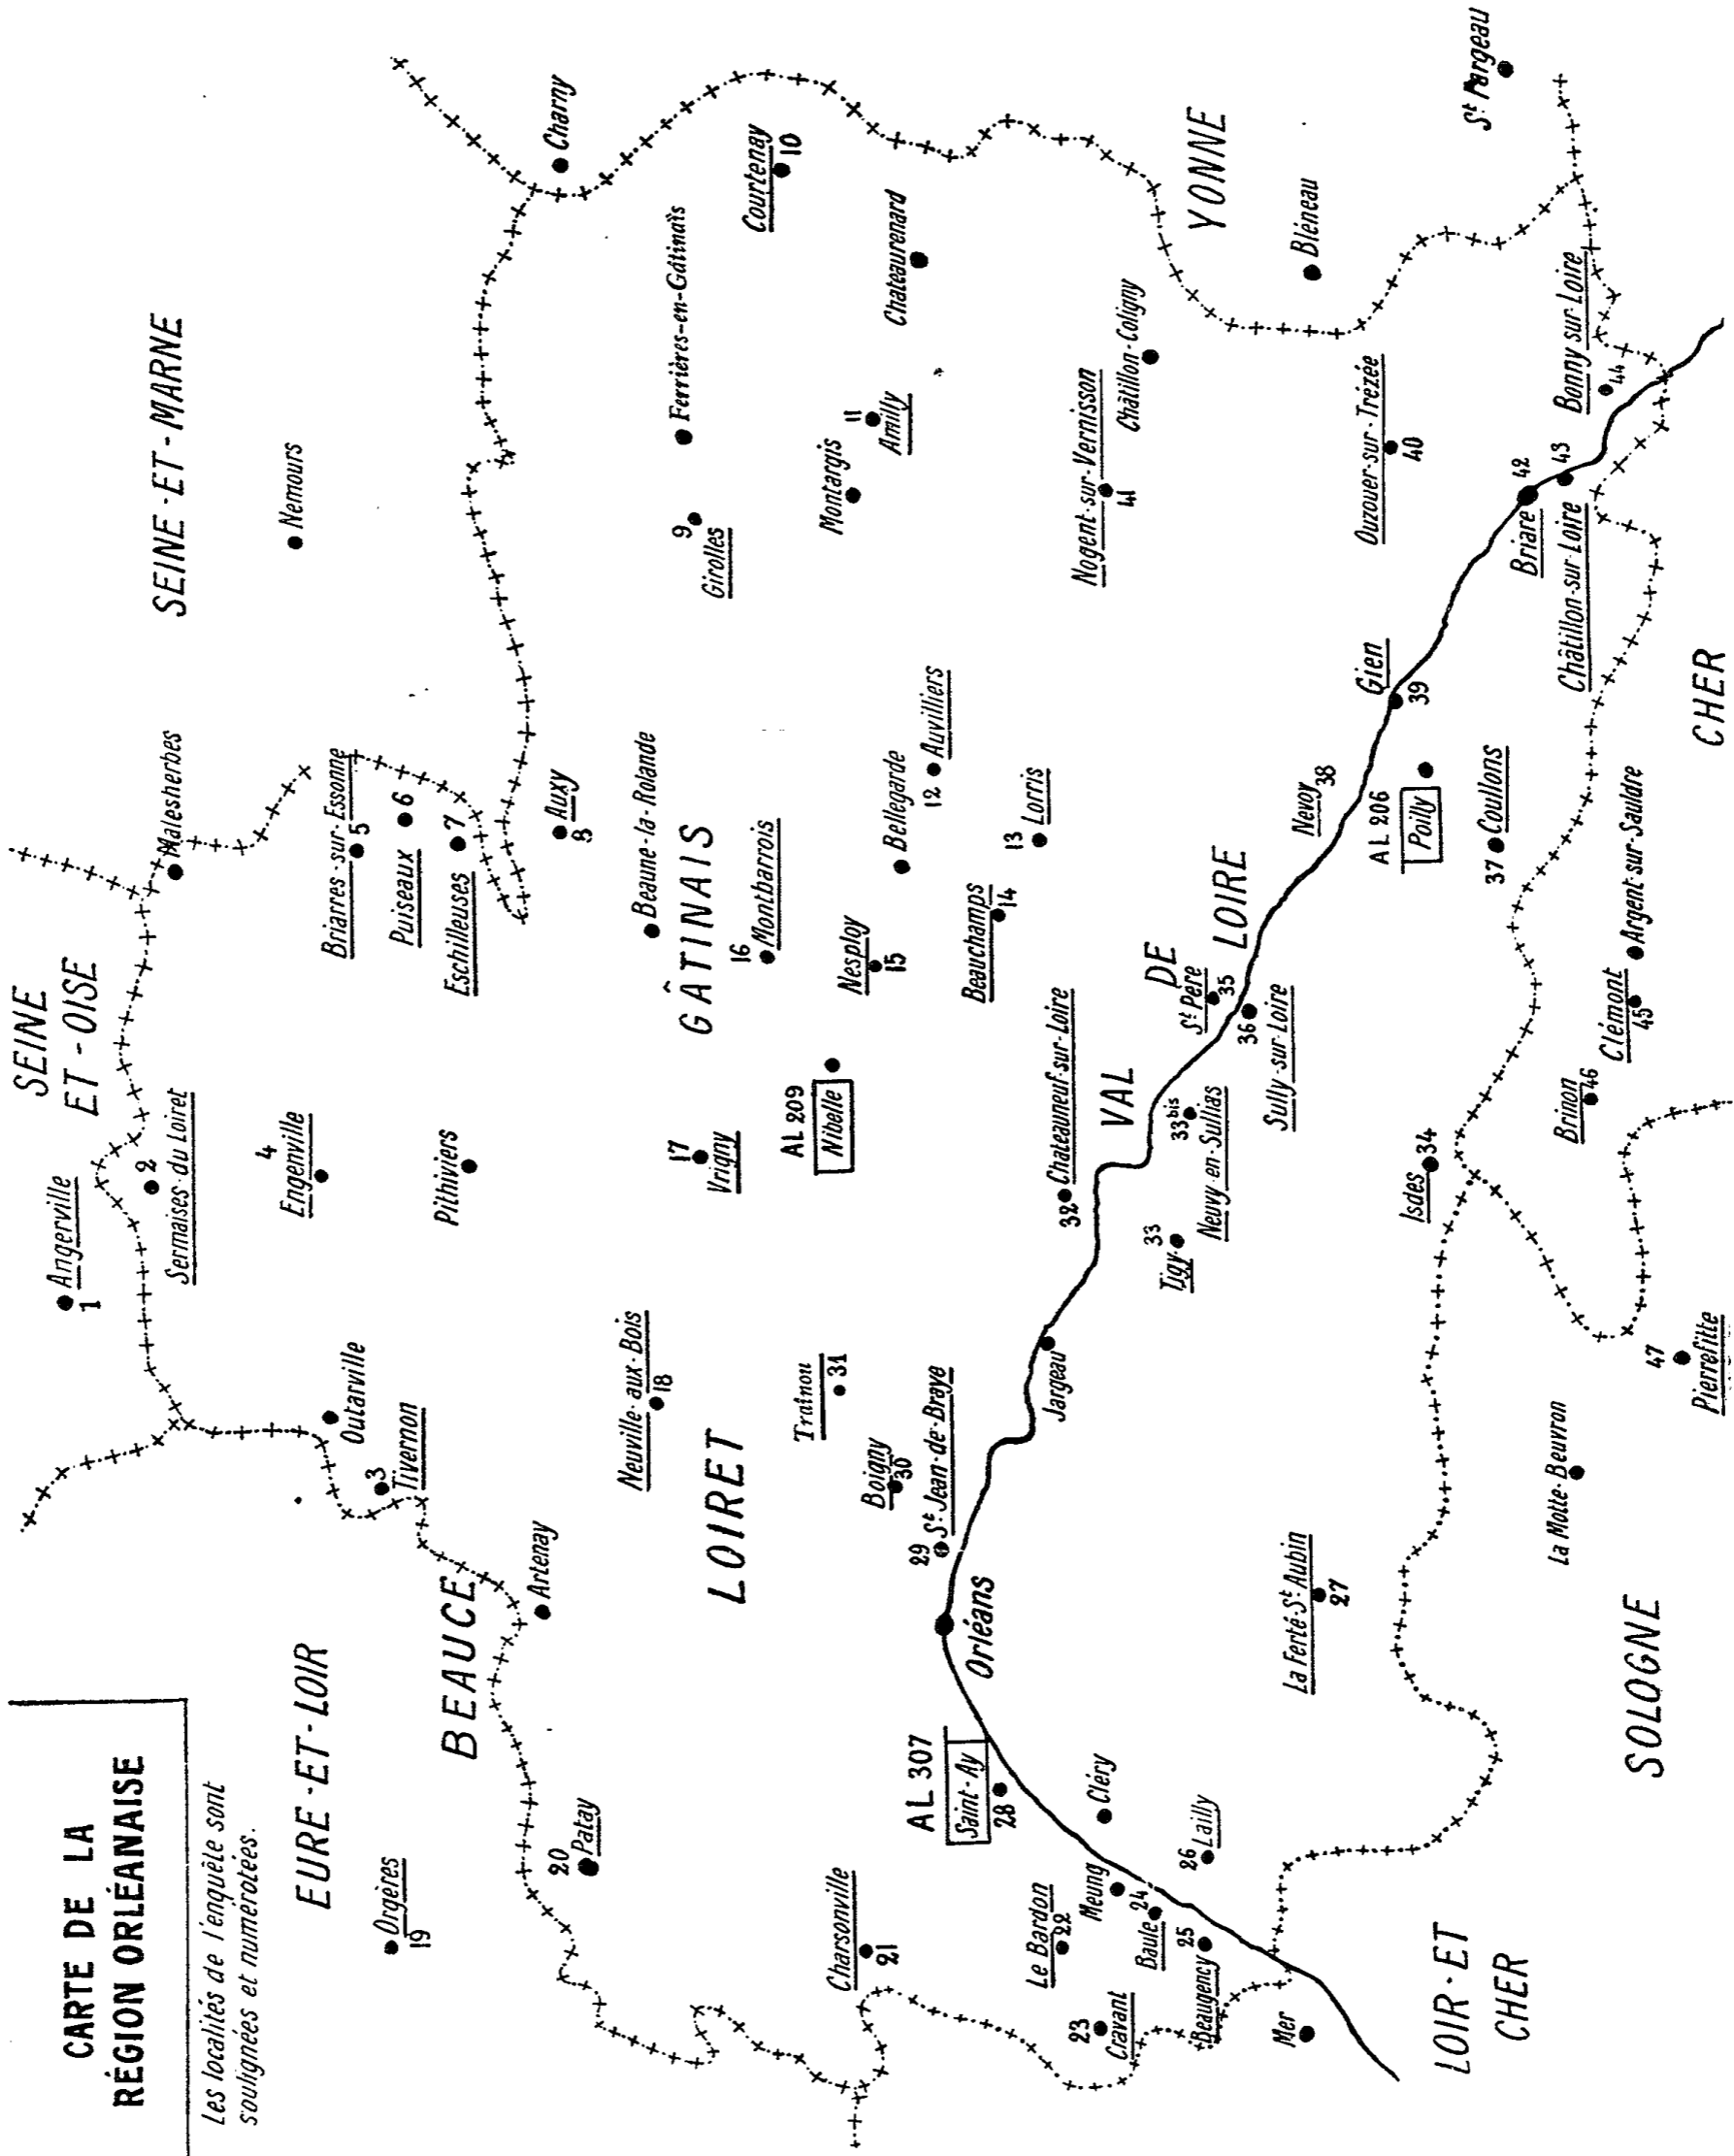 CARTE DE LA
RÉGION ORLÉANAISE
Les localités de l'enquête sont
soulignées et numérotées.
SEINE
ET-OISE
SEINE-ET-MARNE
EURE-ET-LOIR
BEAUCE
LOIRET
GÂTINAIS
YONNE
VAL
DE
LOIRE
LOIR-ET
CHER
SOLOGNE
CHER
1 Angerville
2
Sermaises du Loiret
Malesherbes
Nemours
Outarville
3
Tivernon
4
Engenville
Briarres-sur-Essonne
5
Puiseaux
6
Eschilleuses
7
Pithiviers
Auxy
8
Charny
Orgères
19
Artenay
20
Patay
Neuville-aux-Bois
18
17
Vrigny
Beaune-la-Rolande
16
Montbarrois
9
Girolles
Ferrières-en-Gâtinais
Courtenay
10
Charsonville
21
Trainou
31
AL 209
Nibelle
Nesploy
15
Bellegarde
12 Auvilliers
Montargis
11
Amilly
Chateaurenard
Boigny
30
29 St Jean-de-Braye
Orléans
AL 307
Saint-Ay
28
Beauchamps
14
13 Lorris
Le Bardon
22
23
Cravant
Meung
Cléry
Jargeau
32 Chateauneuf-sur-Loire
Nogent-sur-Vernisson
41
Châtillon-Coligny
Baule
24
Beaugency
25
26 Lailly
Tigy
33
33 bis
Neuvy-en-Sullias
St Père
35
36
Sully-sur-Loire
Mer
La Ferté-St Aubin
27
Nevoy
38
Bléneau
Isdes
34
AL 206
Poilly
Gien
39
Ouzouer-sur-Trézée
40
37 Coullons
Briare
42
43
Châtillon-sur-Loire
Bonny sur Loire
44
St Fargeau
La Motte-Beuvron
Brinon
46
Clémont
45
Argent-sur-Sauldre
47
Pierrefitte